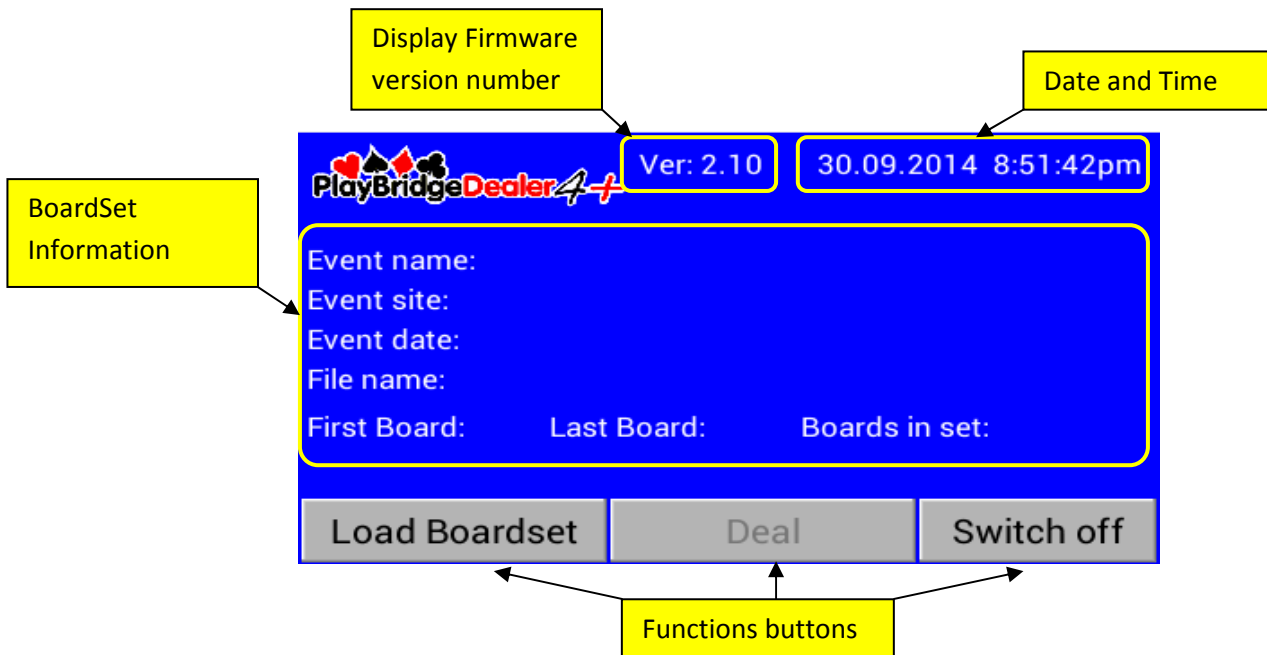 Display Firmware
version number
Date and Time
PlayBridgeDealer4+
Ver: 2.10
30.09.2014 8:51:42pm
BoardSet
Information
Event name:
Event site:
Event date:
File name:
First Board: Last Board: Boards in set:
Load Boardset Deal Switch off
Functions buttons